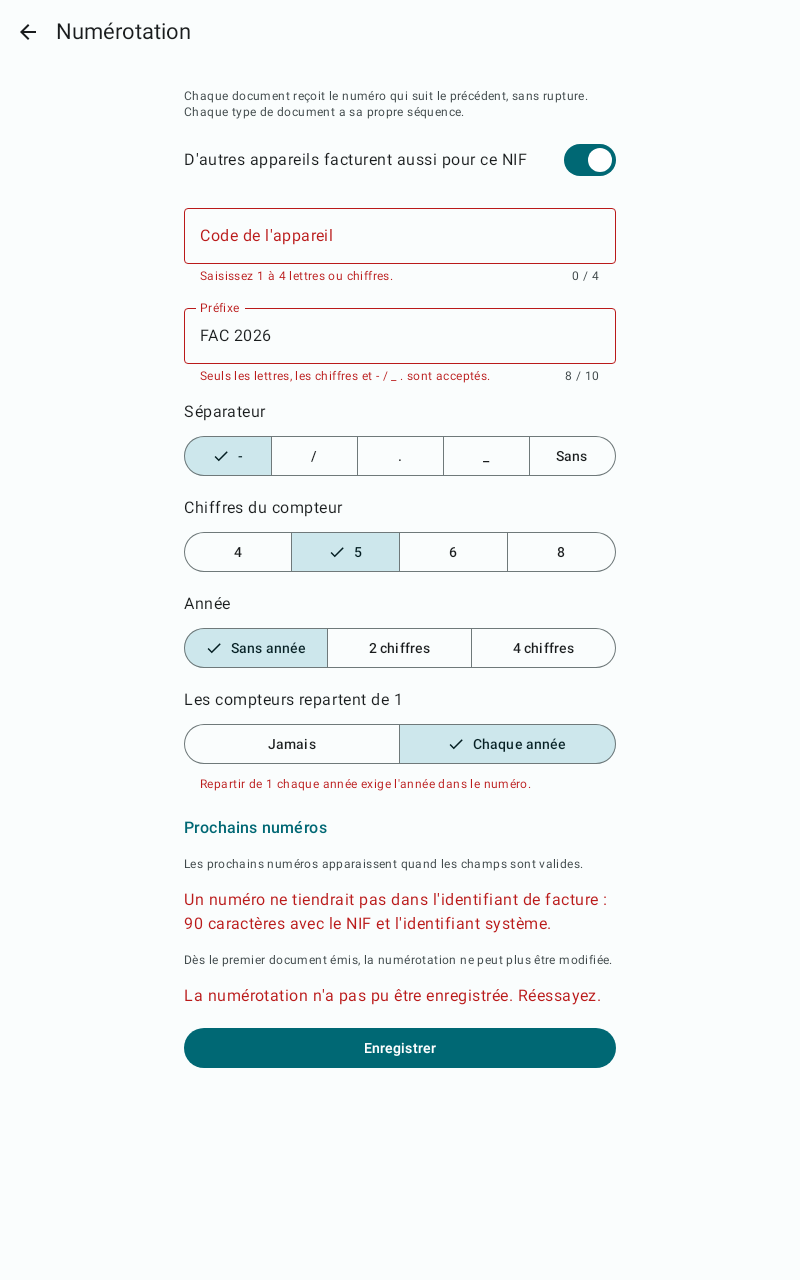 Numérotation
Chaque document reçoit le numéro qui suit le précédent, sans rupture.
Chaque type de document a sa propre séquence.
D'autres appareils facturent aussi pour ce NIF
Code de l'appareil
Saisissez 1 à 4 lettres ou chiffres. 0 / 4
Préfixe
FAC 2026
Seuls les lettres, les chiffres et - / _ . sont acceptés. 8 / 10
Séparateur
- / . _ Sans
Chiffres du compteur
4 5 6 8
Année
Sans année 2 chiffres 4 chiffres
Les compteurs repartent de 1
Jamais Chaque année
Repartir de 1 chaque année exige l'année dans le numéro.
Prochains numéros
Les prochains numéros apparaissent quand les champs sont valides.
Un numéro ne tiendrait pas dans l'identifiant de facture :
90 caractères avec le NIF et l'identifiant système.
Dès le premier document émis, la numérotation ne peut plus être modifiée.
La numérotation n'a pas pu être enregistrée. Réessayez.
Enregistrer